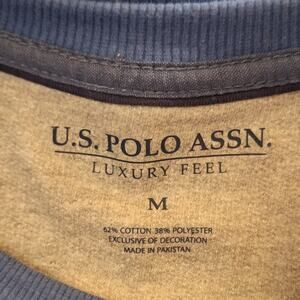 U.S. POLO ASSN.
LUXURY FEEL
M
62% COTTON 38% POLYESTER
EXCLUSIVE OF DECORATION
MADE IN PAKISTAN